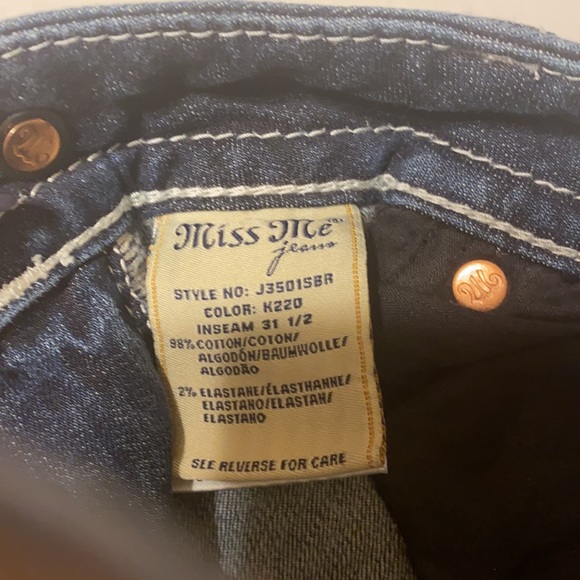 Miss Me™
jeans
STYLE NO: J3501SBR
COLOR: K220
INSEAM 31 1/2
98% COTTON/COTON/
ALGODÓN/BAUMWOLLE/
ALGODÃO
2% ELASTANE/ÉLASTHANNE/
ELASTANO/ELASTAN/
ELASTANO
SEE REVERSE FOR CARE